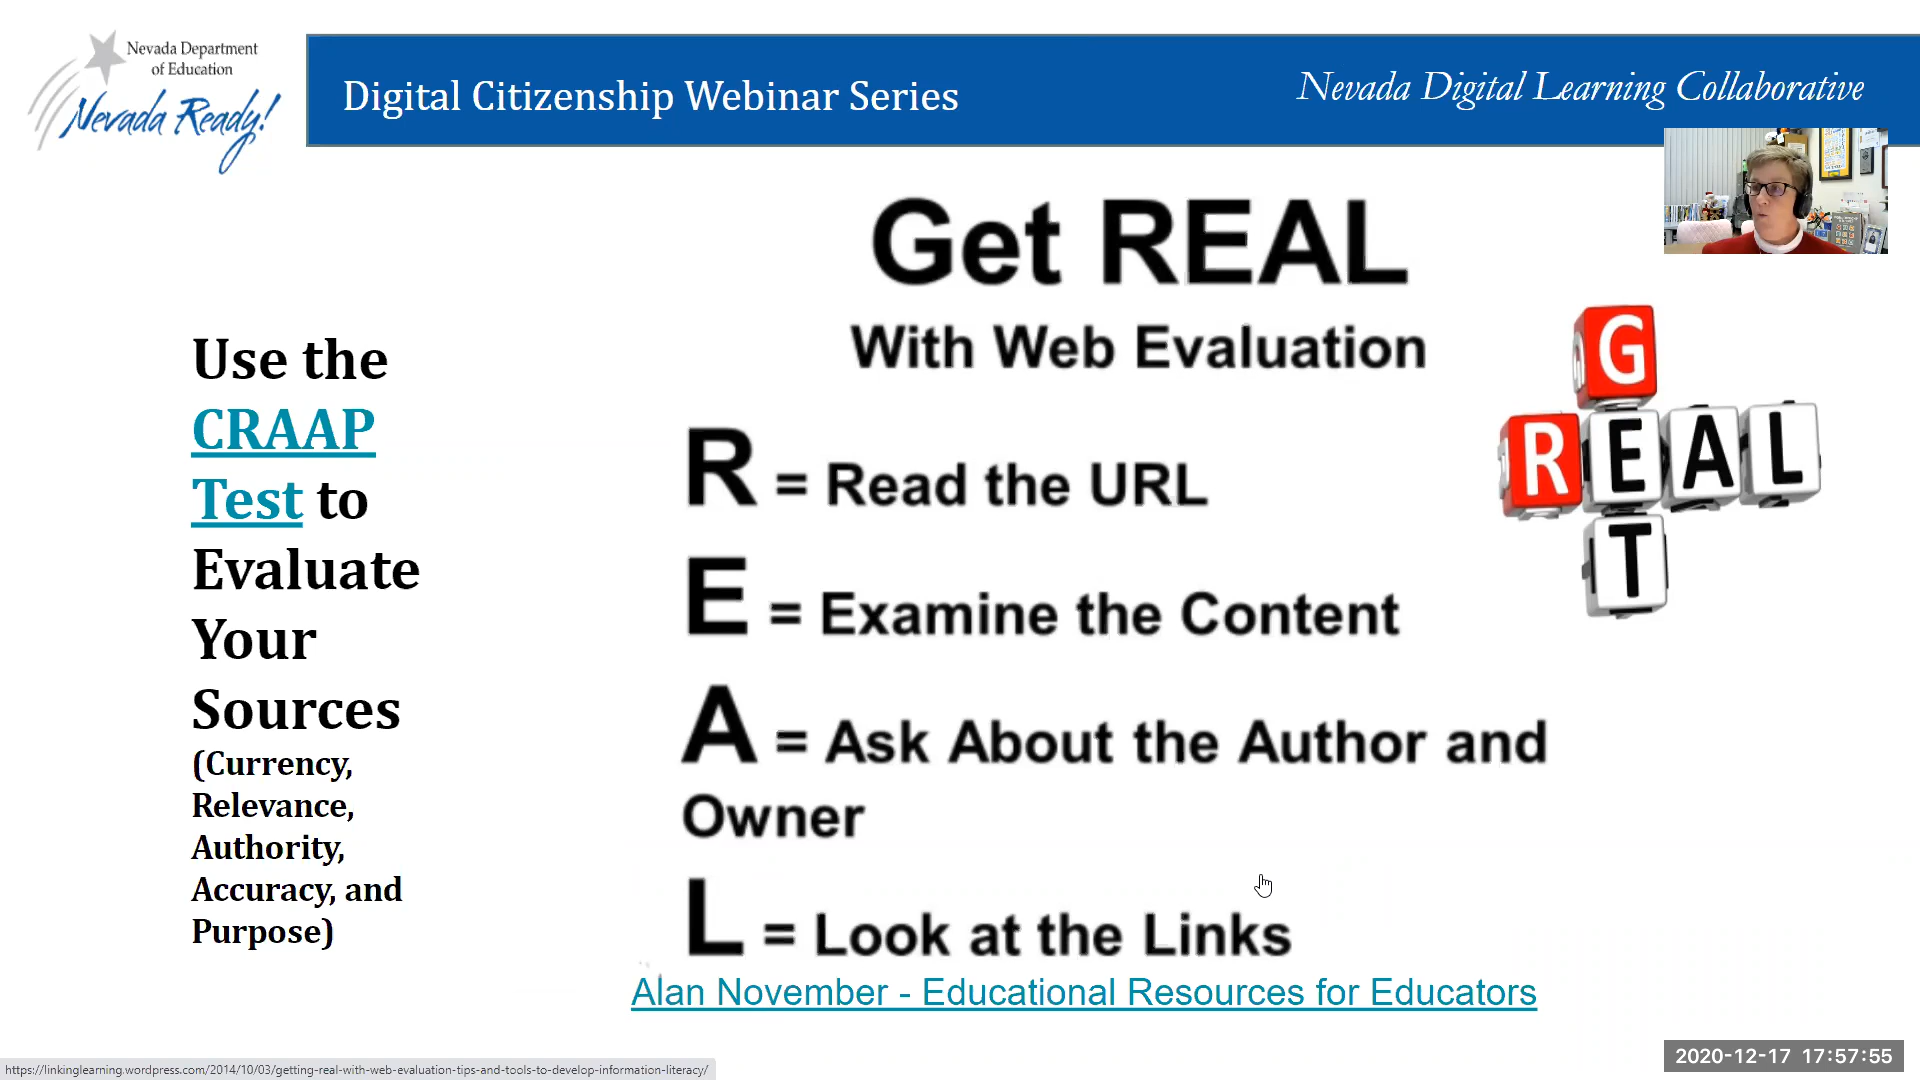 Nevada Department
of Education
Nevada Ready!
Digital Citizenship Webinar Series
Nevada Digital Learning Collaborative
Get REAL
With Web Evaluation
Use the
CRAAP
Test to
Evaluate
Your
Sources
(Currency,
Relevance,
Authority,
Accuracy, and
Purpose)
R = Read the URL
E = Examine the Content
A = Ask About the Author and
Owner
L = Look at the Links
G
REAL
T
Alan November - Educational Resources for Educators
2020-12-17 17:57:55
https://linkinglearning.wordpress.com/2014/10/03/getting-real-with-web-evaluation-tips-and-tools-to-develop-information-literacy/